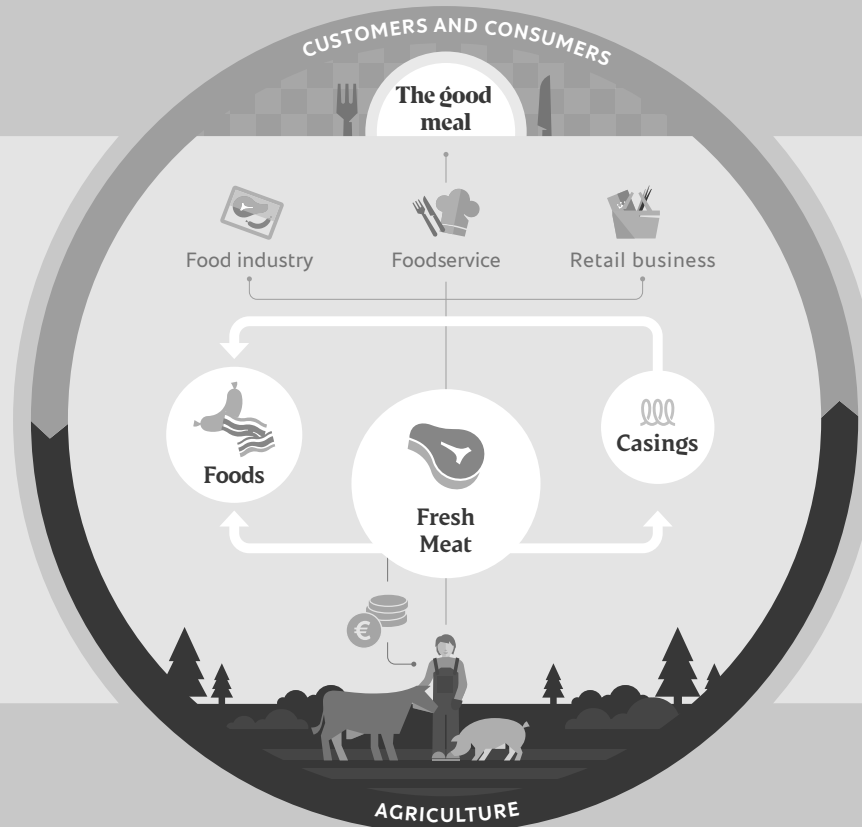 CUSTOMERS AND CONSUMERS
The good
meal
Food industry
Foodservice
Retail business
Foods
Fresh
Meat
Casings
€
AGRICULTURE